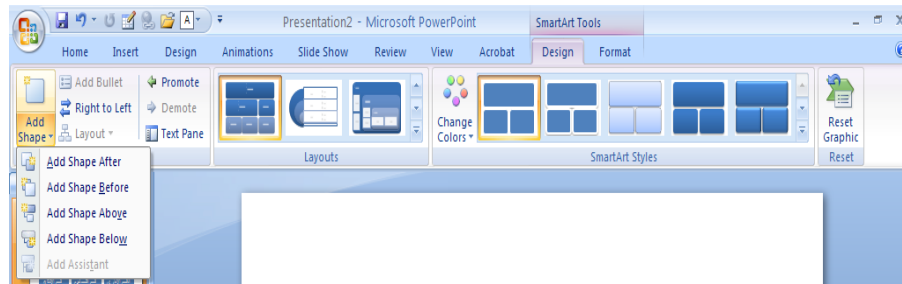 Presentation2 - Microsoft PowerPoint
SmartArt Tools
Home Insert Design Animations Slide Show Review View Acrobat Design Format
Add Shape
Add Bullet
Right to Left
Layout
Promote
Demote
Text Pane
Layouts
Change Colors
SmartArt Styles
Reset Graphic
Reset
Add Shape After
Add Shape Before
Add Shape Above
Add Shape Below
Add Assistant